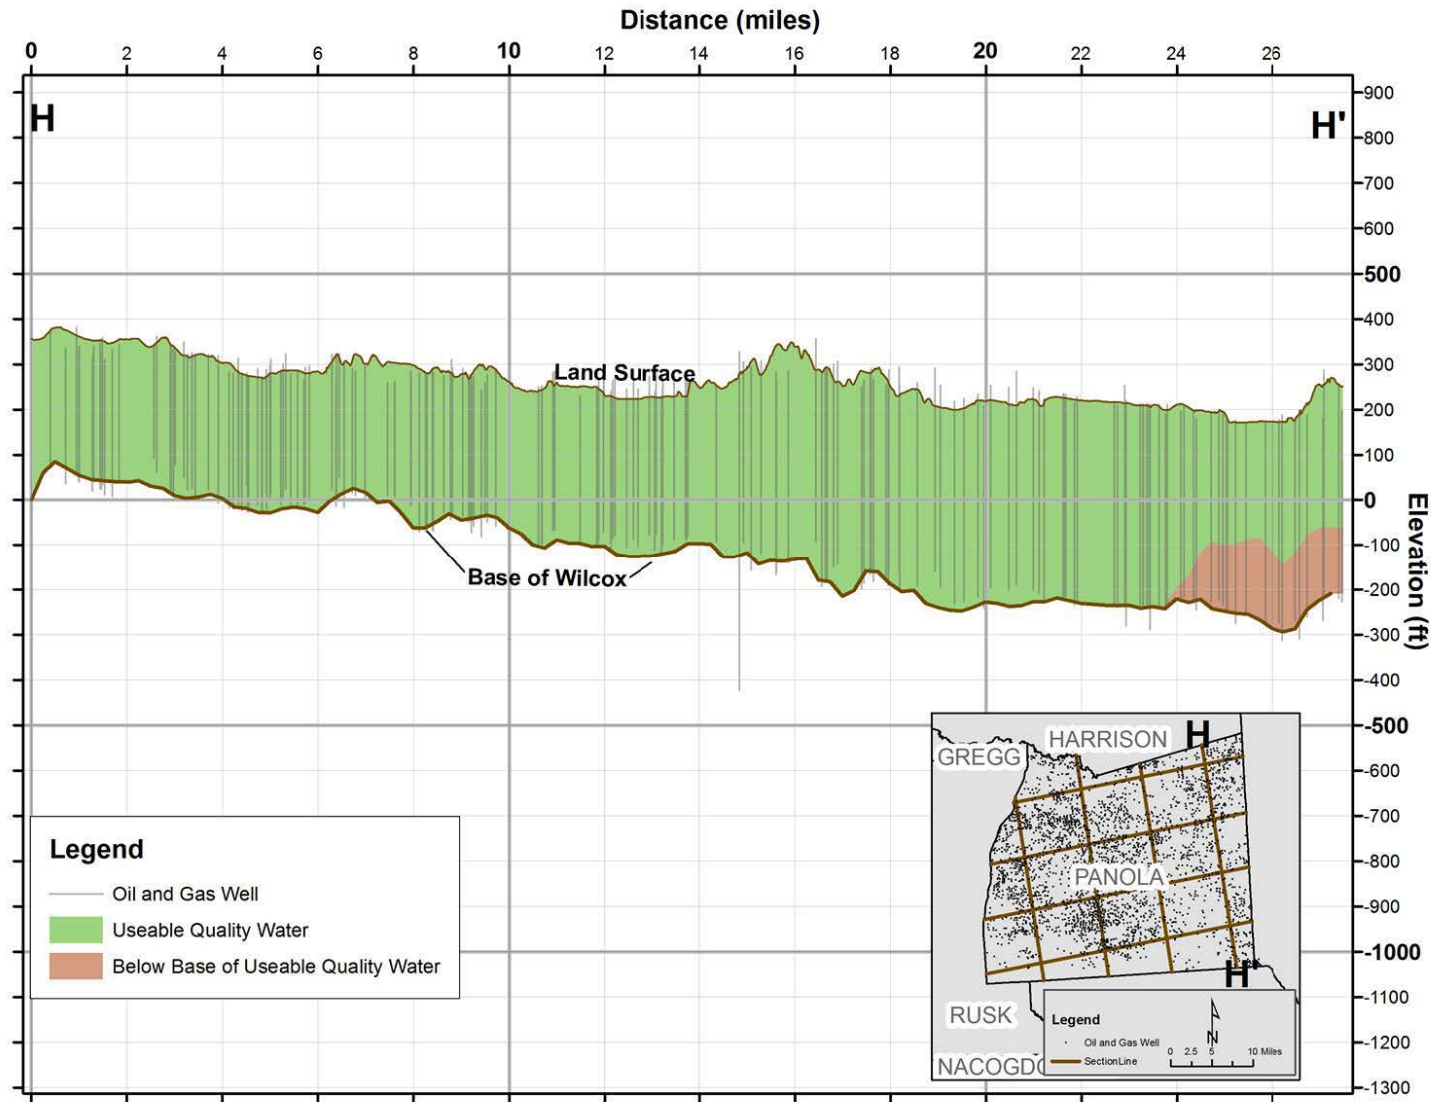 Distance (miles)
0 2 4 6 8 10 12 14 16 18 20 22 24 26
H
H'
900
800
700
600
500
400
300
200
100
0
-100
-200
-300
-400
-500
-600
-700
-800
-900
-1000
-1100
-1200
-1300
Elevation (ft)
Land Surface
Base of Wilcox
Legend
Oil and Gas Well
Useable Quality Water
Below Base of Useable Quality Water
H
HARRISON
GREGG
PANOLA
H'
RUSK
NACOGDO
Legend
Oil and Gas Well
SectionLine
N
0 2.5 5 10 Miles